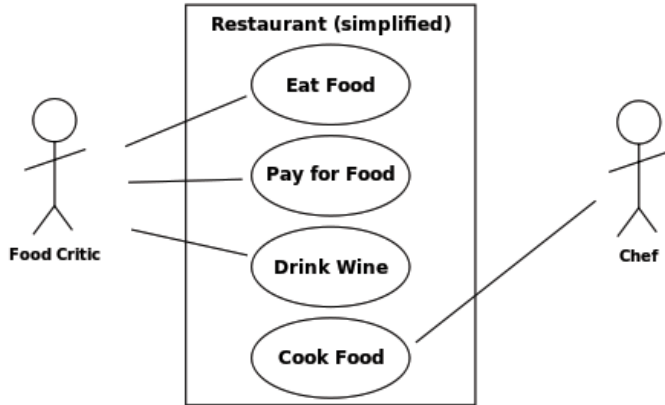 Restaurant (simplified)
Eat Food
Pay for Food
Food Critic
Chef
Drink Wine
Cook Food